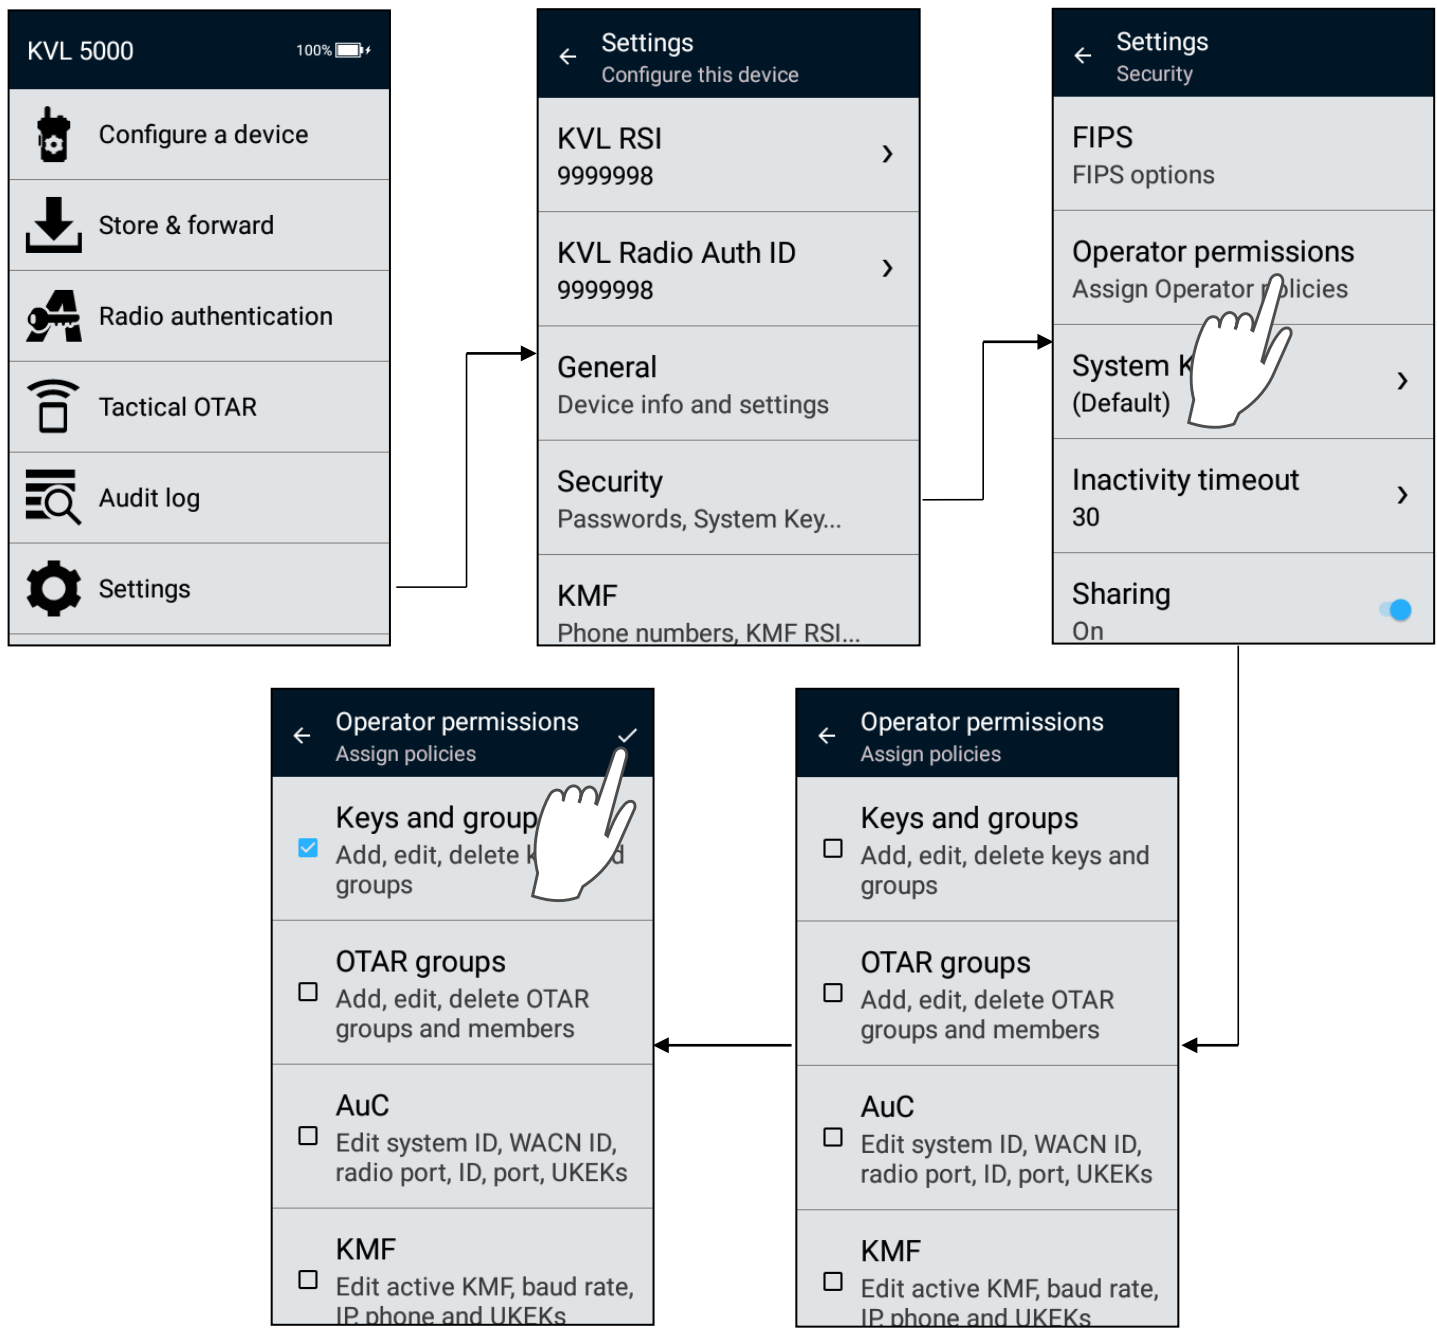 KVL 5000
100%
Configure a device
Store & forward
Radio authentication
Tactical OTAR
Audit log
Settings
Settings
Configure this device
KVL RSI
9999998
KVL Radio Auth ID
9999998
General
Device info and settings
Security
Passwords, System Key...
KMF
Phone numbers, KMF RSI...
Settings
Security
FIPS
FIPS options
Operator permissions
Assign Operator policies
System
(Default)
Inactivity timeout
30
Sharing
On
Operator permissions
Assign policies
Keys and group
Add, edit, delete
groups
OTAR groups
Add, edit, delete OTAR
groups and members
AuC
Edit system ID, WACN ID,
radio port, ID, port, UKEKs
KMF
Edit active KMF, baud rate,
IP, phone and UKEKs
Operator permissions
Assign policies
Keys and groups
Add, edit, delete keys and
groups
OTAR groups
Add, edit, delete OTAR
groups and members
AuC
Edit system ID, WACN ID,
radio port, ID, port, UKEKs
KMF
Edit active KMF, baud rate,
IP, phone and UKEKs